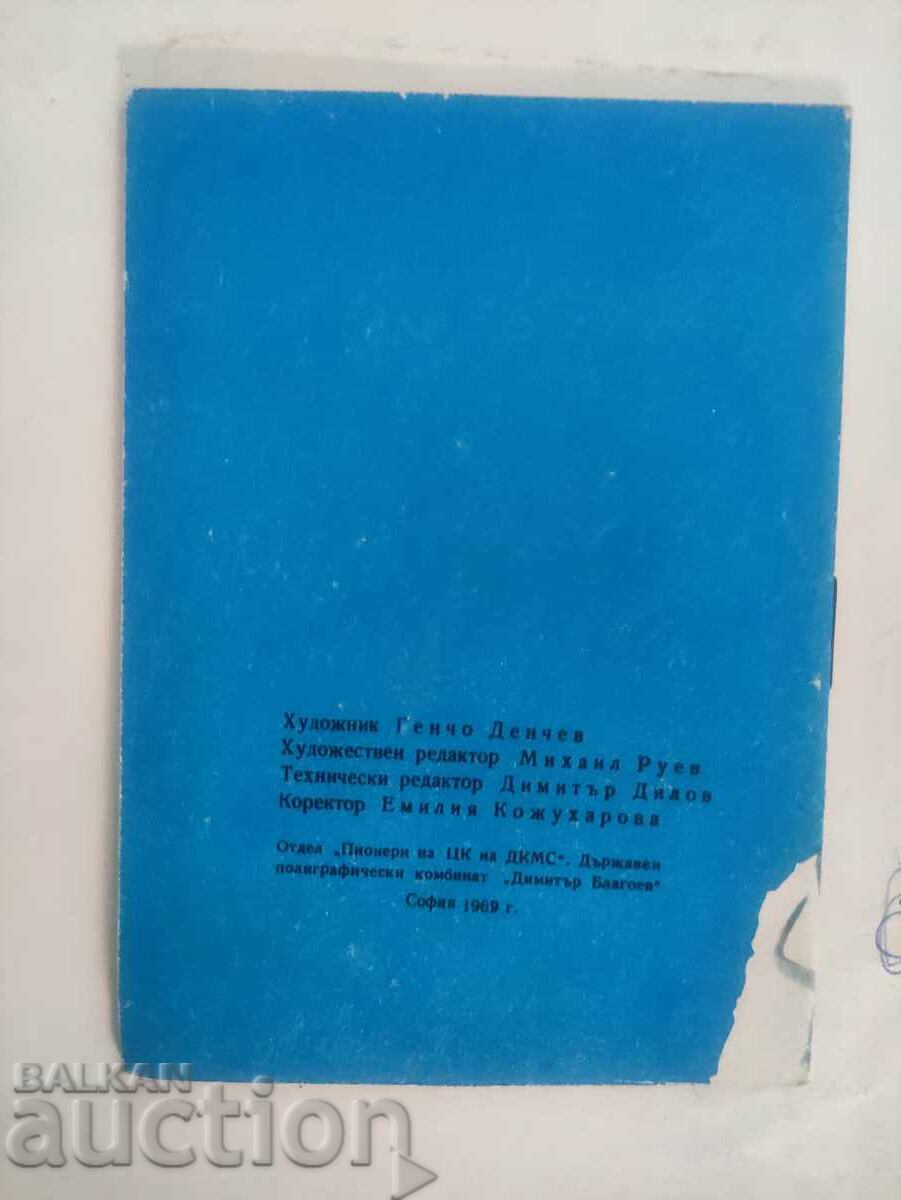 Художник Генчо Денчев
Художествен редактор Михаил Руев
Технически редактор Димитър Дилов
Коректор Емилия Кожухарова
Отдел „Пионери на ЦК на ДКМС“. Държавен
полиграфически комбинат „Димитър Благоев“
София 1969 г.
BALKAN
auction